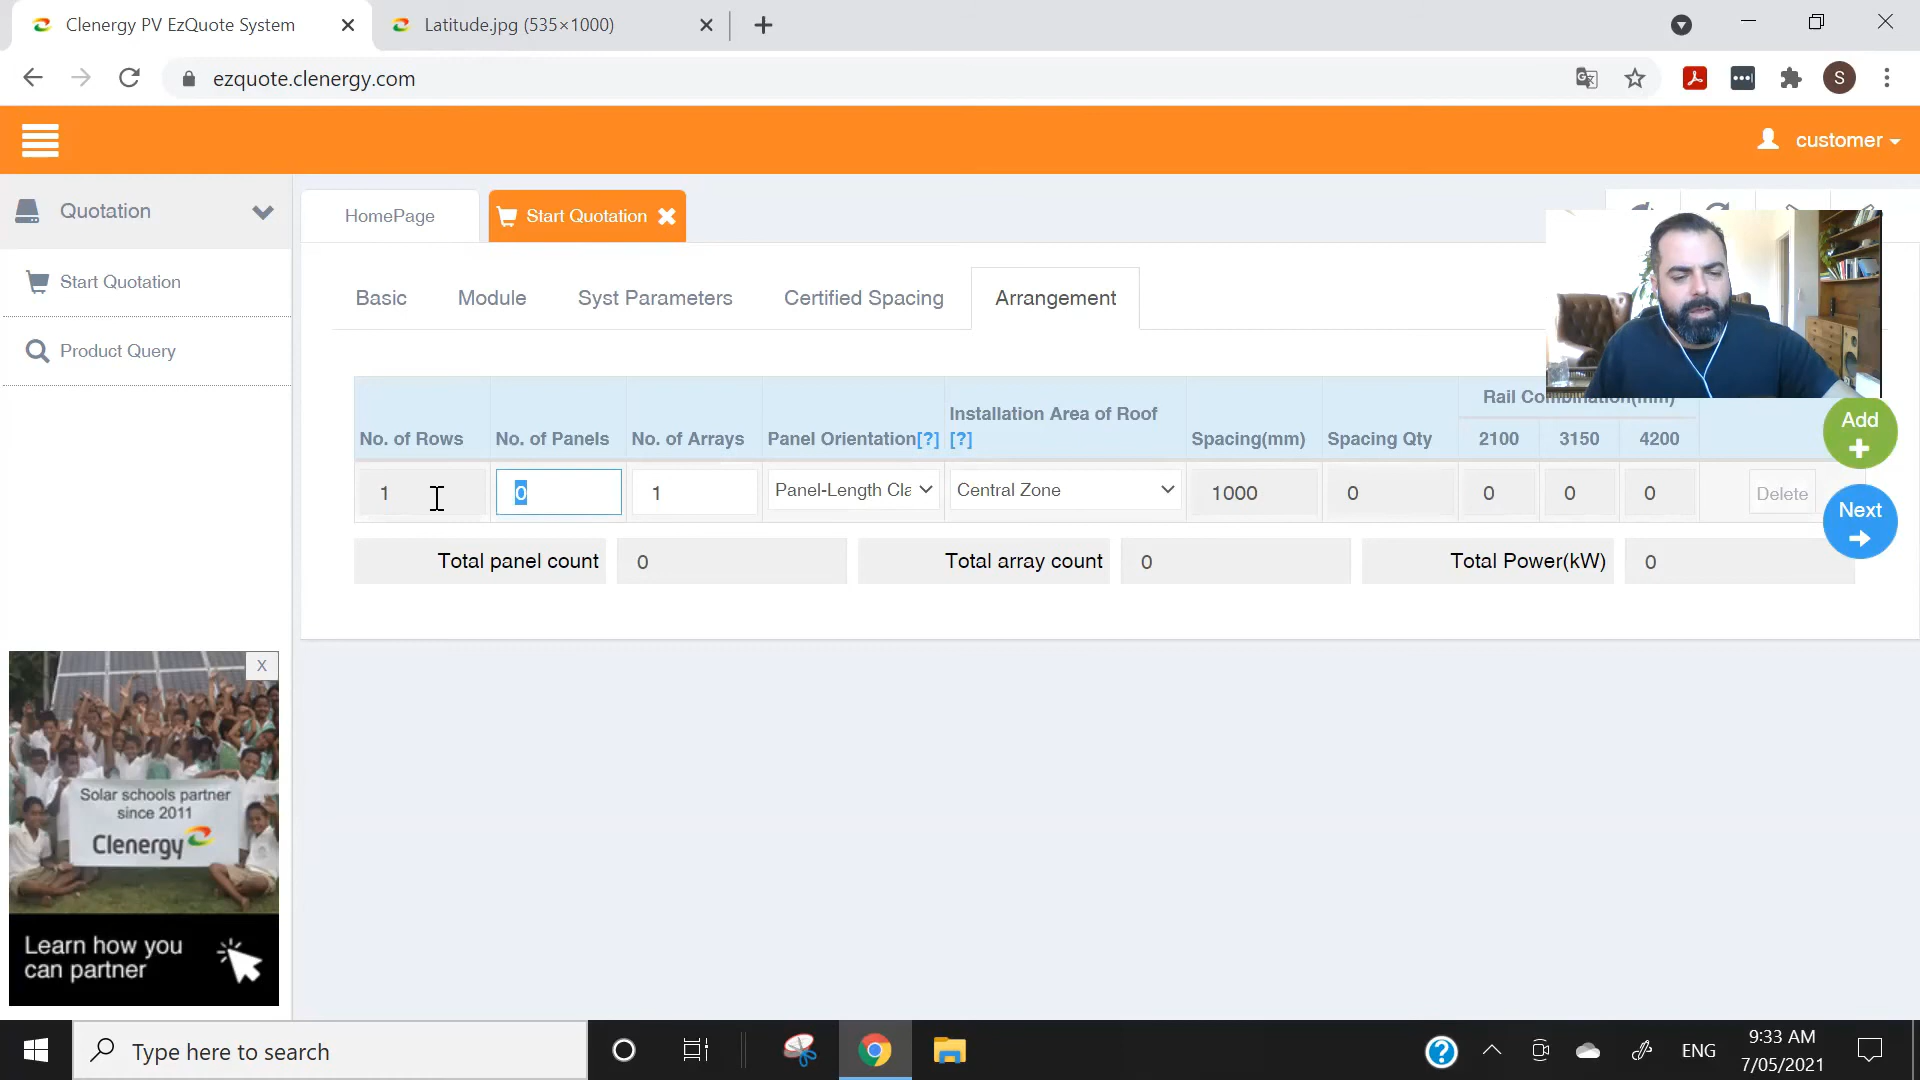 Clenergy PV EzQuote System
Latitude.jpg (535×1000)
ezquote.clenergy.com
S
customer
Quotation
HomePage
Start Quotation
Start Quotation
Product Query
Basic
Module
Syst Parameters
Certified Spacing
Arrangement
No. of Rows
No. of Panels
No. of Arrays
Panel Orientation[?]
Installation Area of Roof
[?]
Spacing(mm)
Spacing Qty
Rail Combination(mm)
2100
3150
4200
Add
1
0
1
Panel-Length Cla
Central Zone
1000
0
0
0
0
Delete
Next
Total panel count
0
Total array count
0
Total Power(kW)
0
X
Solar schools partner
since 2011
Clenergy
Learn how you
can partner
Type here to search
ENG
9:33 AM
7/05/2021